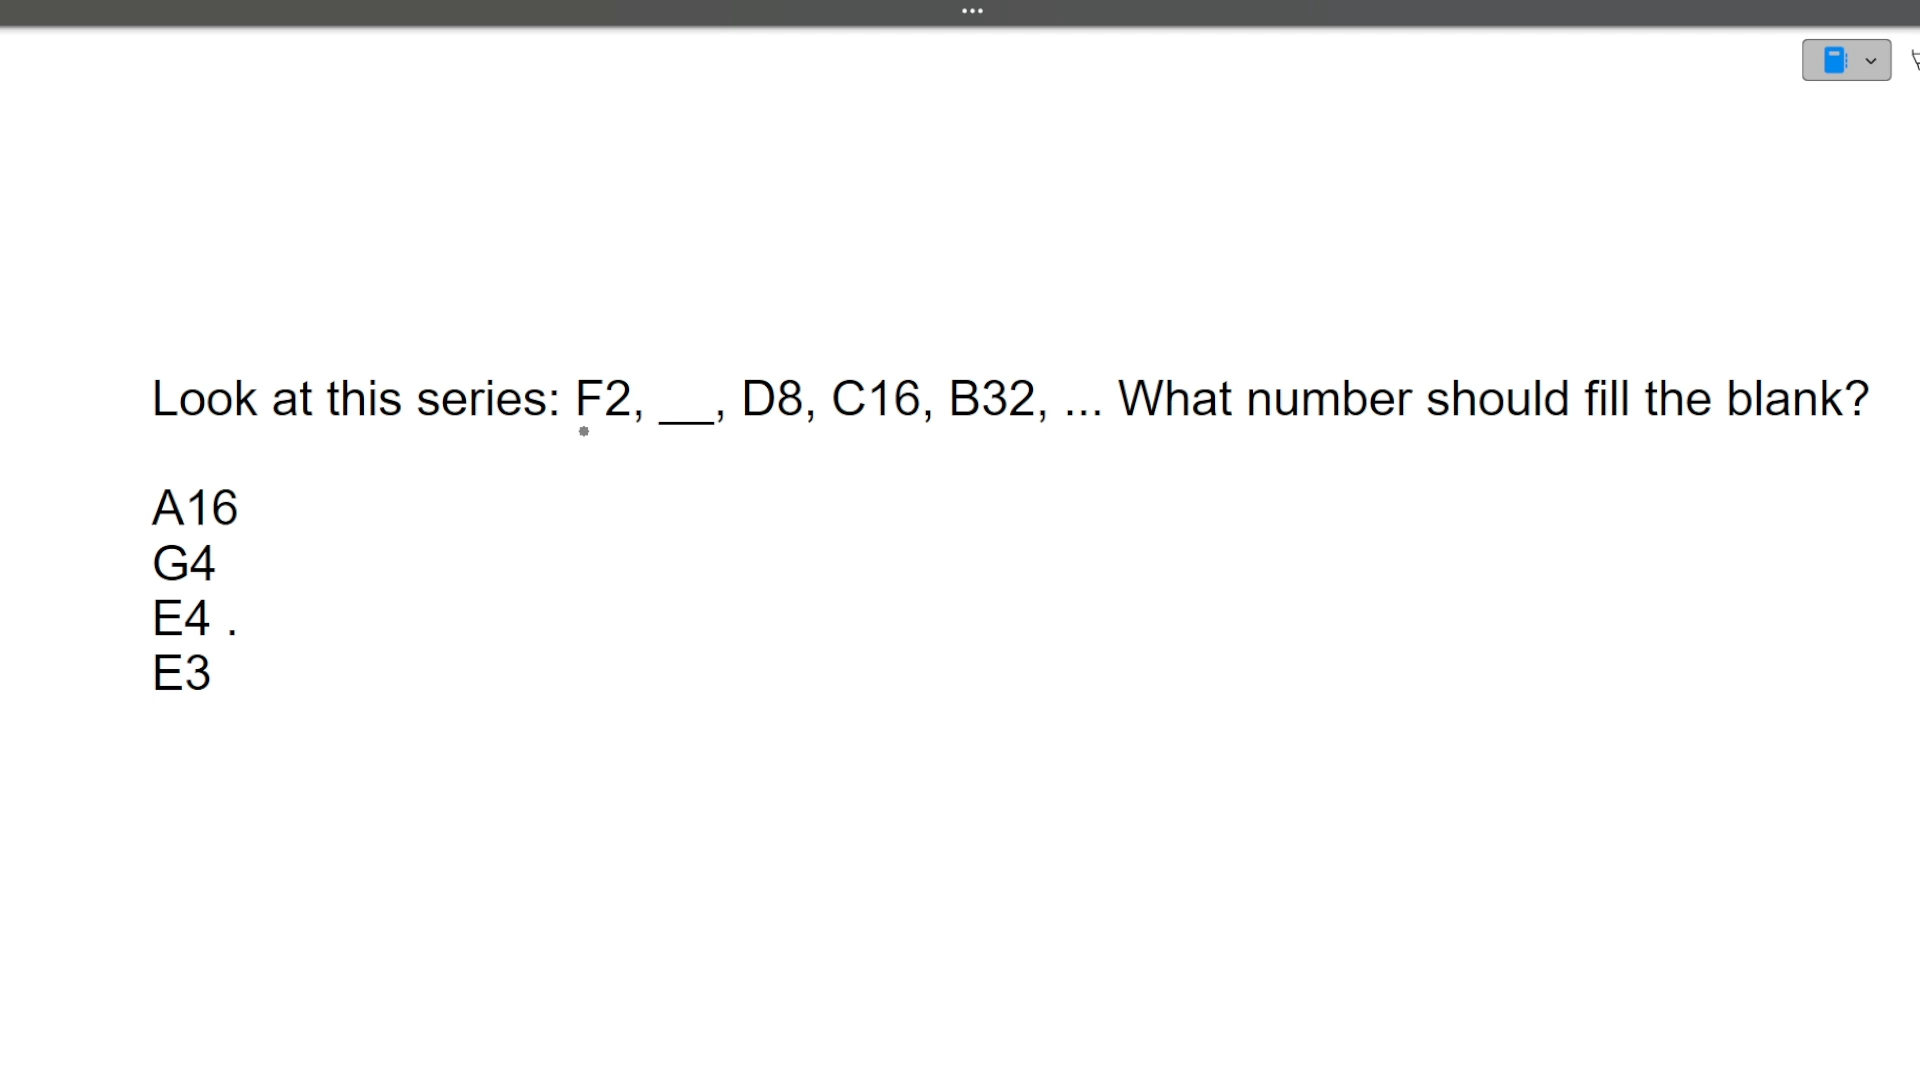 Look at this series: F2, __, D8, C16, B32, ... What number should fill the blank?
A16
G4
E4 .
E3